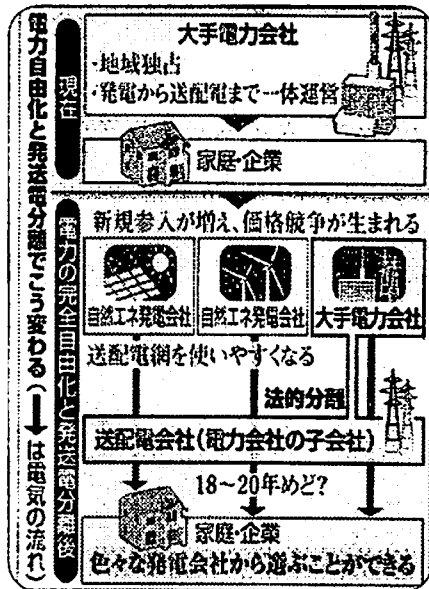 電力自由化と発送電分離でこう変わる(➡は電気の流れ)
現在
大手電力会社
・地域独占
・発電から送配電まで一体運営
家庭・企業
電力の完全自由化と発送電分離後
新規参入が増え、価格競争が生まれる
自然エネ発電会社
自然エネ発電会社
大手電力会社
送配電網を使いやすくなる
法的分離
送配電会社(電力会社の子会社)
18〜20年めど?
家庭・企業
色々な発電会社から選ぶことができる